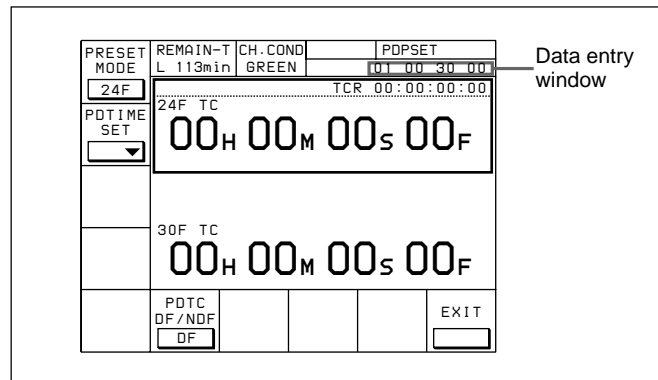 PRESET MODE
24F
REMAIN-T
L 113min
CH.COND
GREEN
PDPSET
01 00 30 00
Data entry window
TCR 00:00:00:00
PDTIME SET
24F TC
00H 00M 00S 00F
30F TC
00H 00M 00S 00F
PDTC
DF/NDF
DF
EXIT